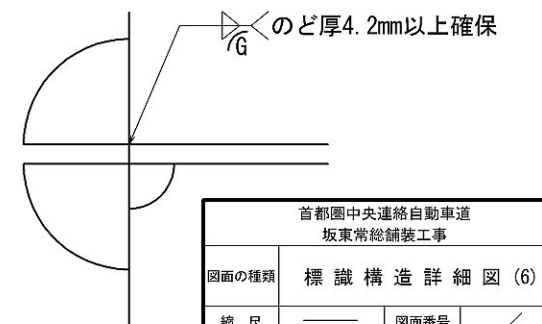 のど厚4.2mm以上確保
G
首都圏中央連絡自動車道
坂東常総舗装工事
図面の種類 標識構造詳細図(6)
縮尺 図面番号